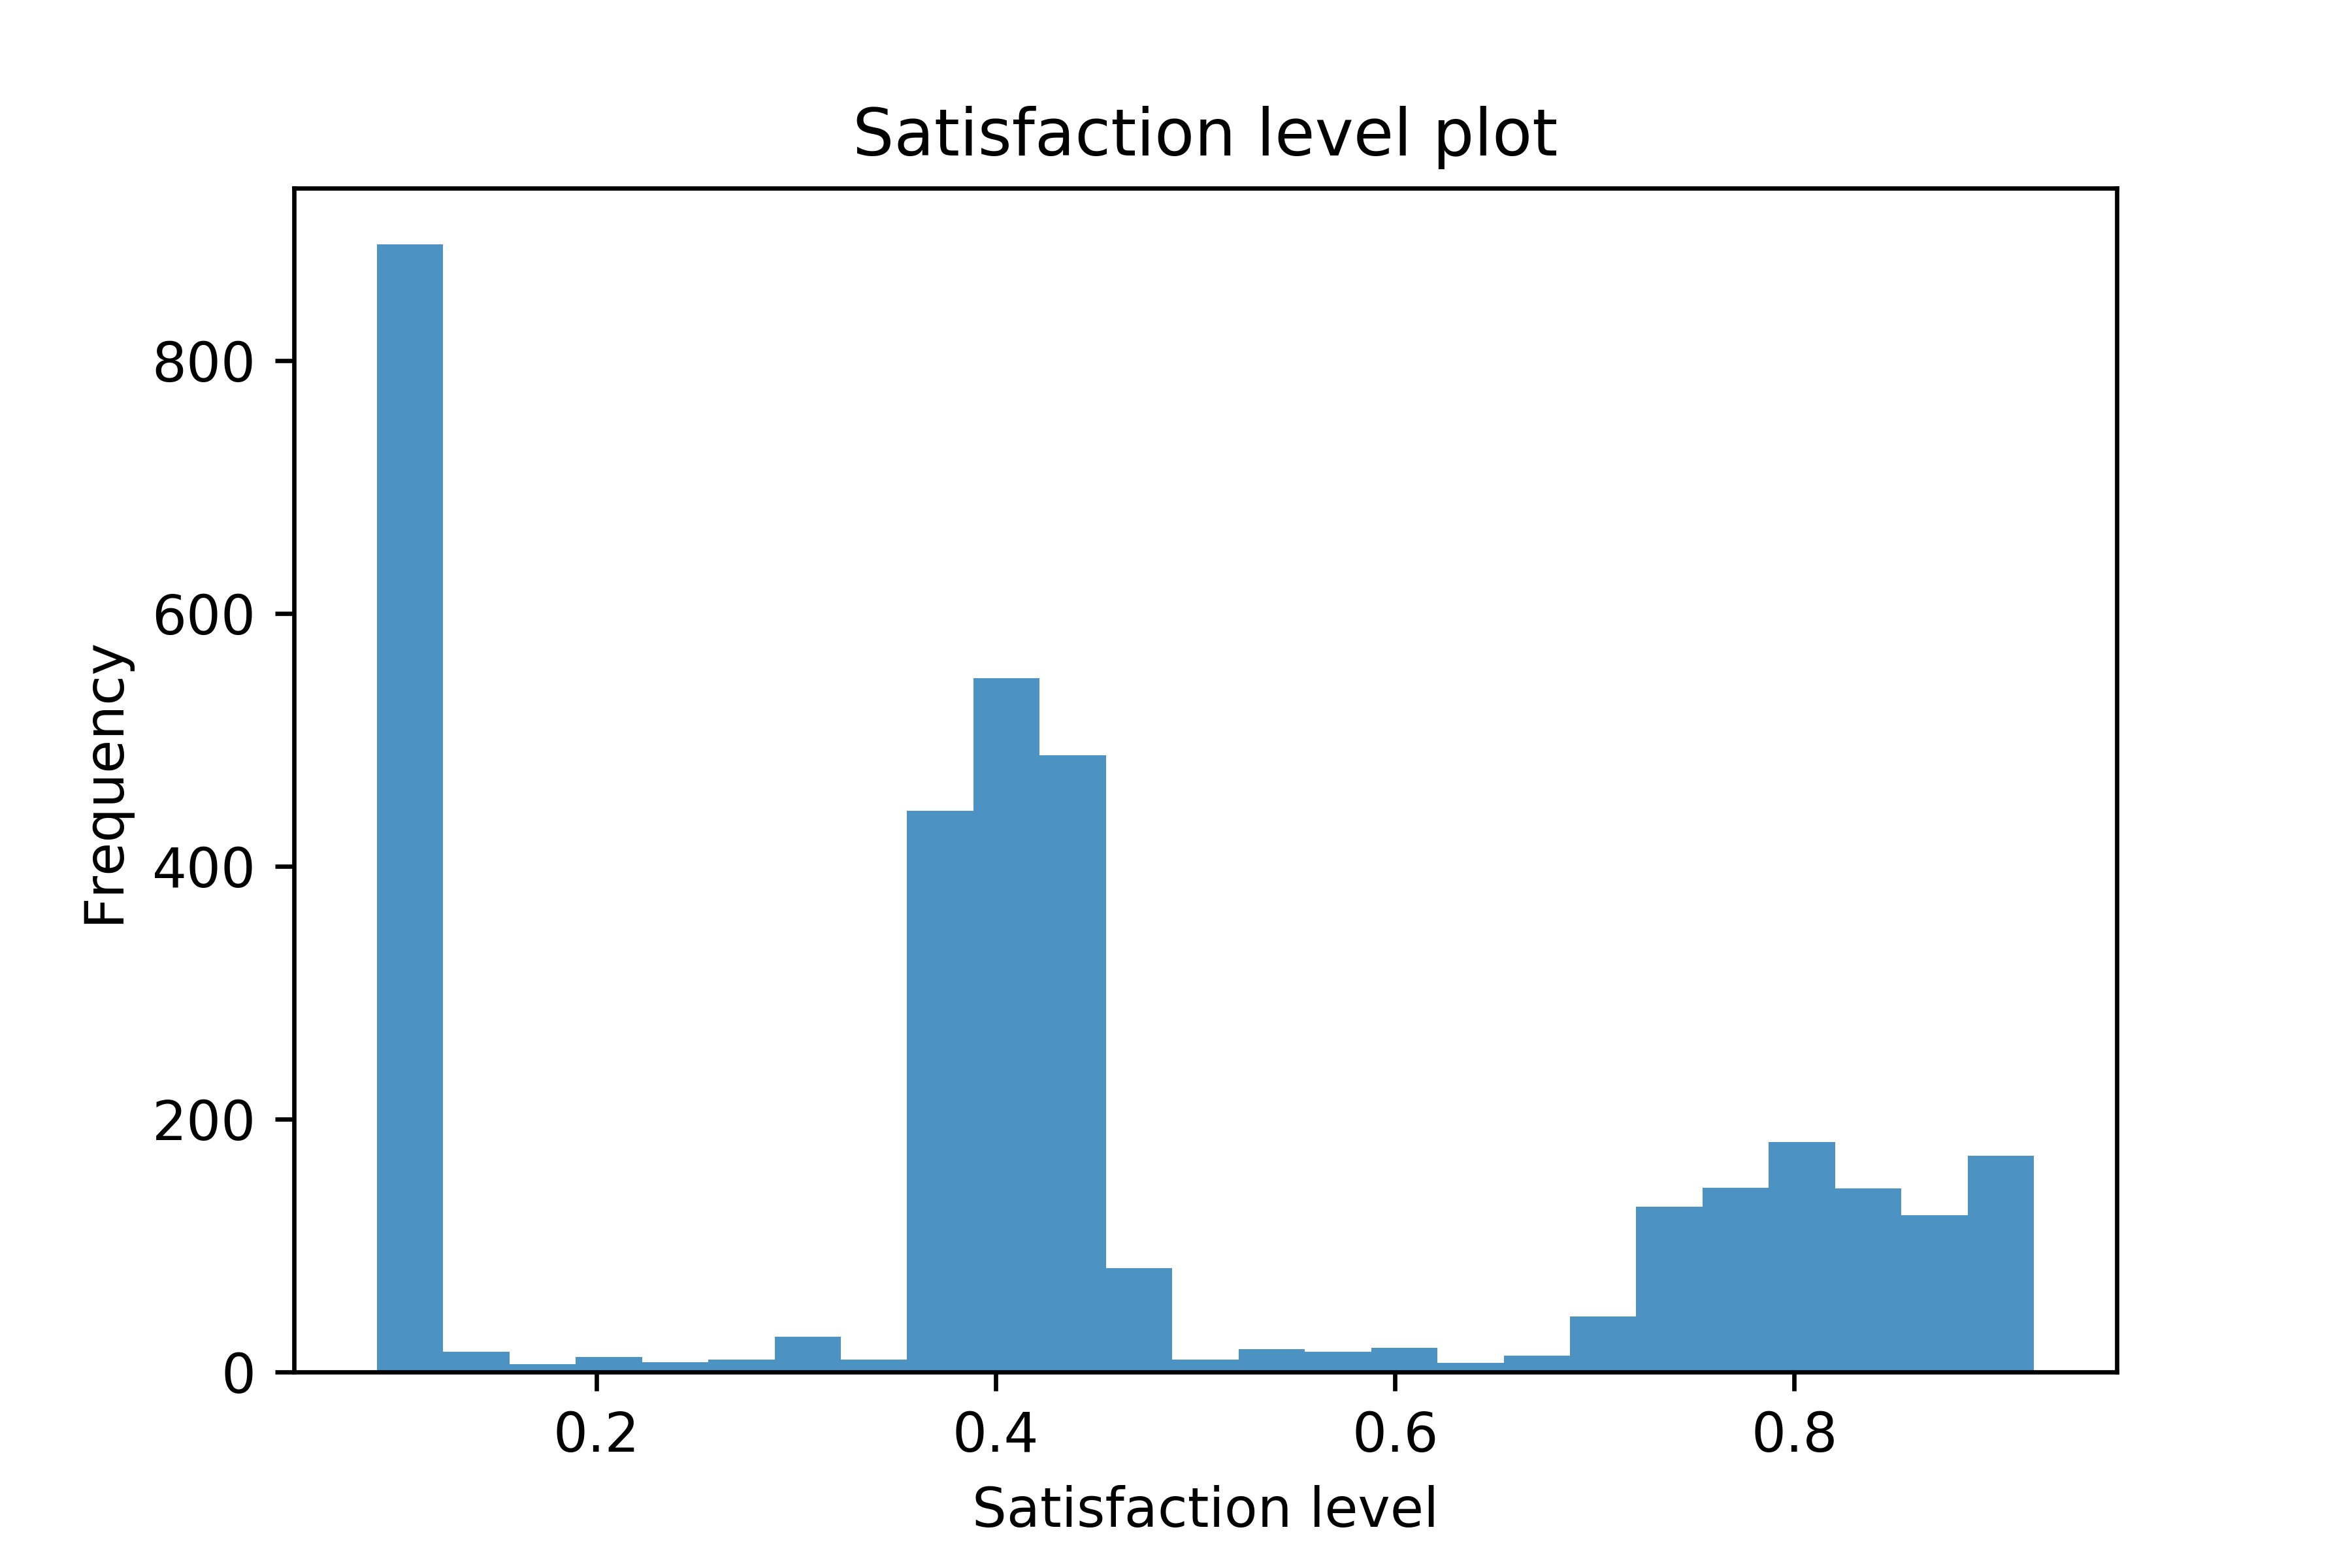 Satisfaction level plot
Frequency
800
600
400
200
0
0.2 0.4 0.6 0.8
Satisfaction level